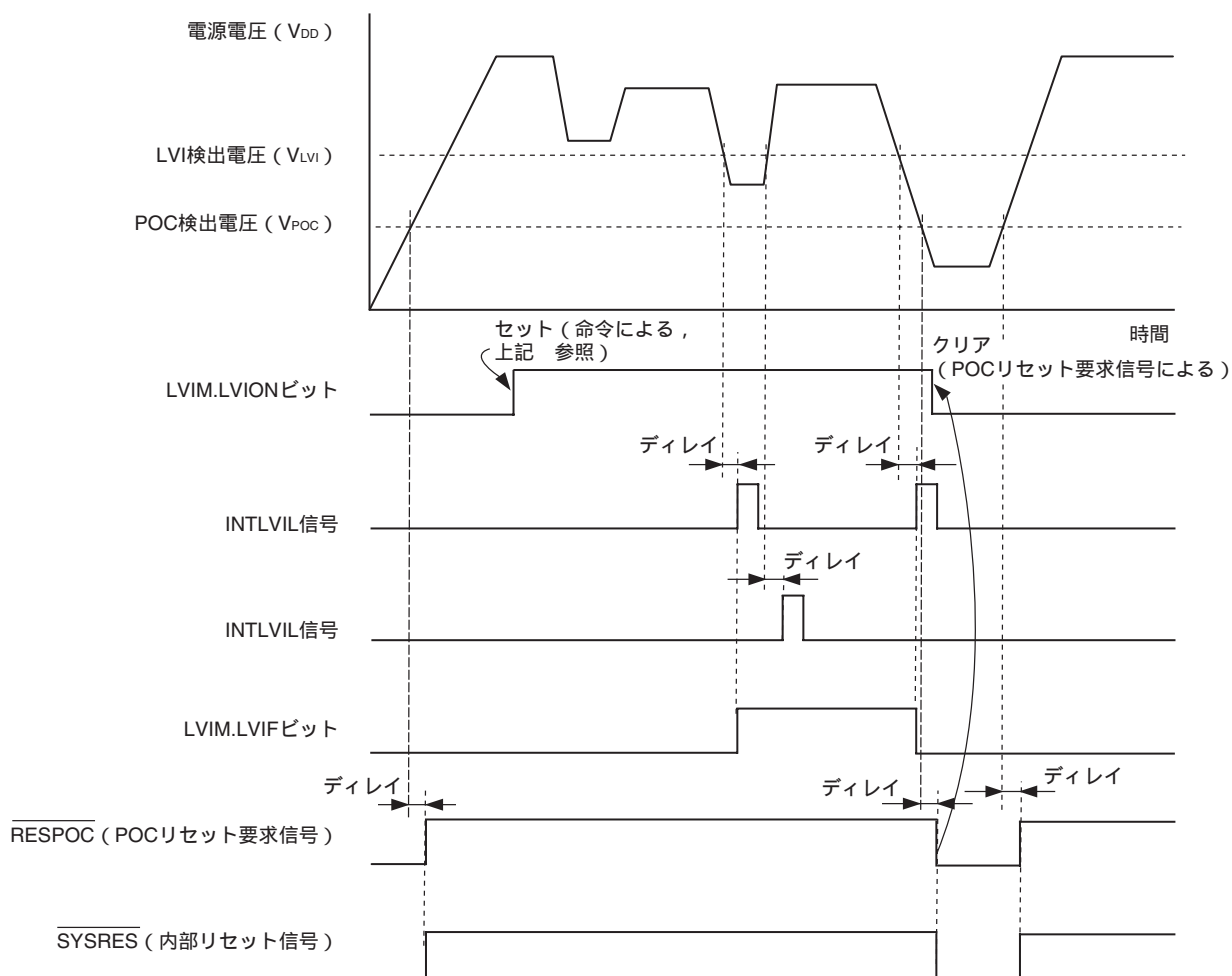 電源電圧（VDD）
LVI検出電圧（VLVI）
POC検出電圧（VPOC）
時間
セット（命令による，
上記　参照）
クリア
（POCリセット要求信号による）
LVIM.LVIONビット
ディレイ
ディレイ
INTLVIL信号
ディレイ
INTLVIL信号
LVIM.LVIFビット
ディレイ
ディレイ
ディレイ
RESPOC（POCリセット要求信号）
SYSRES（内部リセット信号）